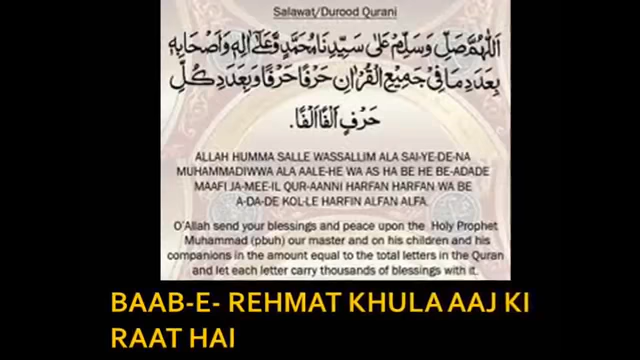 Salawat/Durood Qurani
اَللّٰهُمَّ صَلِّ وَسَلِّمْ عَلٰى سَيِّدِنَا مُحَمَّدٍ وَّعَلٰٓى اٰلِهٖ وَاَصْحَابِهٖ
بِعَدَدِ مَا فِىْ جَمِيْعِ الْقُرْاٰنِ حَرْفًا حَرْفًا وَبِعَدَدِ كُلِّ
حَرْفٍ اَلْفًا اَلْفًا.
ALLAH HUMMA SALLE WASSALLIM ALA SAI-YE-DE-NA
MUHAMMADIWWA ALA AALE-HE WA AS HA BE HE BE-ADADE
MAAFI JA-MEE-IL QUR-AANNI HARFAN HARFAN WA BE
A-DA-DE KOL-LE HARFIN ALFAN ALFA.
O'Allah send your blessings and peace upon the Holy Prophet
Muhammad (pbuh) our master and on his children and his
companions in the amount equal to the total letters in the Quran
and let each letter carry thousands of blessings with it.
BAAB-E- REHMAT KHULA AAJ KI
RAAT HAI